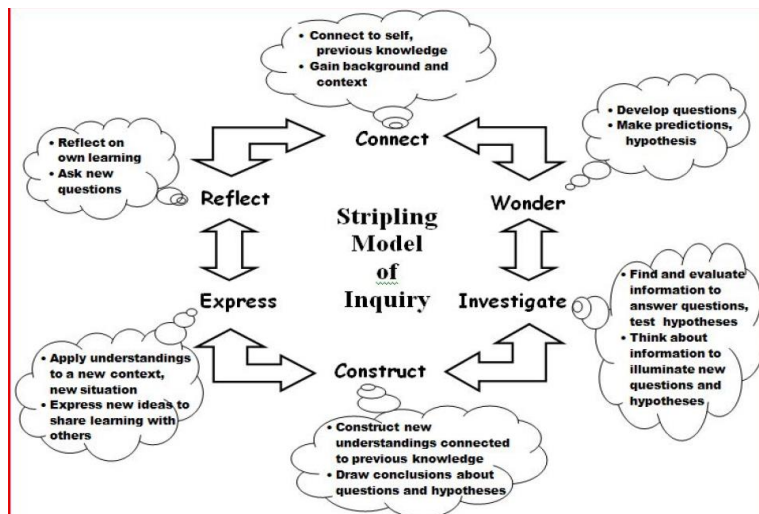 • Connect to self,
previous knowledge
• Gain background and
context
Connect
• Develop questions
• Make predictions,
hypothesis
Wonder
• Find and evaluate
information to
answer questions,
test hypotheses
• Think about
information to
illuminate new
questions and
hypotheses
Investigate
• Construct new
understandings connected
to previous knowledge
• Draw conclusions about
questions and hypotheses
Construct
• Apply understandings
to a new context,
new situation
• Express new ideas to
share learning with
others
Express
• Reflect on
own learning
• Ask new
questions
Reflect
Stripling
Model
of
Inquiry